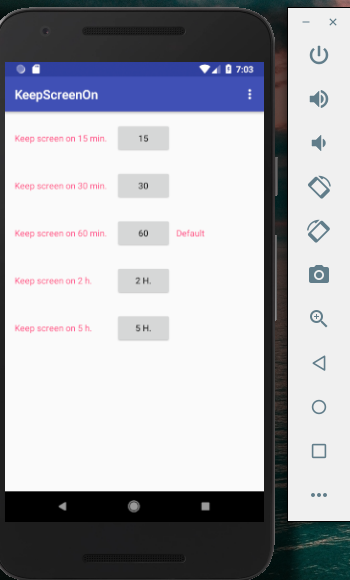 7:03
KeepScreenOn
Keep screen on 15 min. 15
Keep screen on 30 min. 30
Keep screen on 60 min. 60 Default
Keep screen on 2 h. 2 H.
Keep screen on 5 h. 5 H.